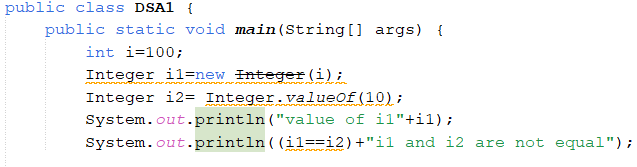 public class DSA1 {
public static void main(String[] args) {
int i=100;
Integer i1=new Integer(i);
Integer i2= Integer.valueOf(10);
System.out.println("value of i1"+i1);
System.out.println((i1==i2)+"i1 and i2 are not equal");